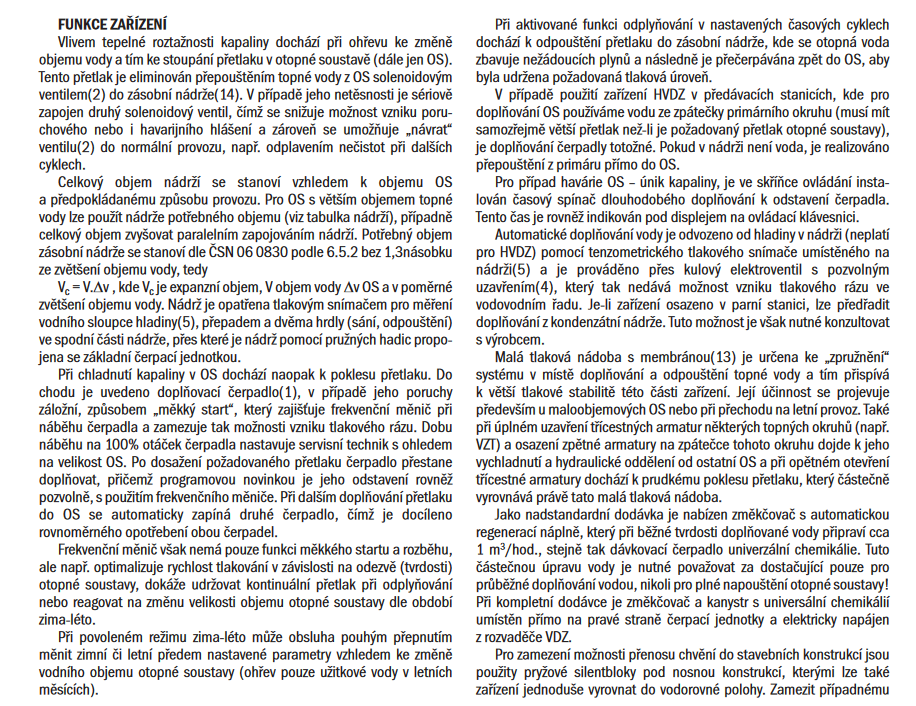 FUNKCE ZAŘÍZENÍ
Vlivem tepelné roztažnosti kapaliny dochází při ohřevu ke změně
objemu vody a tím ke stoupání přetlaku v otopné soustavě (dále jen OS).
Tento přetlak je eliminován přepouštěním topné vody z OS solenoidovým
ventilem(2) do zásobní nádrže(14). V případě jeho netěsnosti je sériově
zapojen druhý solenoidový ventil, čímž se snižuje možnost vzniku poru-
chového nebo i havarijního hlášení a zároveň se umožňuje „návrat“
ventilu(2) do normální provozu, např. odplavením nečistot při dalších
cyklech.
Celkový objem nádrží se stanoví vzhledem k objemu OS
a předpokládanému způsobu provozu. Pro OS s větším objemem topné
vody lze použít nádrže potřebného objemu (viz tabulka nádrží), případně
celkový objem zvyšovat paralelním zapojováním nádrží. Potřebný objem
zásobní nádrže se stanoví dle ČSN 06 0830 podle 6.5.2 bez 1,3násobku
ze zvětšení objemu vody, tedy
Vc = V.Δv , kde Vc je expanzní objem, V objem vody Δv OS a v poměrné
zvětšení objemu vody. Nádrž je opatřena tlakovým snímačem pro měření
vodního sloupce hladiny(5), přepadem a dvěma hrdly (sání, odpouštění)
ve spodní části nádrže, přes které je nádrž pomocí pružných hadic propo-
jena se základní čerpací jednotkou.
Při chladnutí kapaliny v OS dochází naopak k poklesu přetlaku. Do
chodu je uvedeno doplňovací čerpadlo(1), v případě jeho poruchy
záložní, způsobem „měkký start“, který zajišťuje frekvenční měnič při
náběhu čerpadla a zamezuje tak možnosti vzniku tlakového rázu. Dobu
náběhu na 100% otáček čerpadla nastavuje servisní technik s ohledem
na velikost OS. Po dosažení požadovaného přetlaku čerpadlo přestane
doplňovat, přičemž programovou novinkou je jeho odstavení rovněž
pozvolně, s použitím frekvenčního měniče. Při dalším doplňování přetlaku
do OS se automaticky zapíná druhé čerpadlo, čímž je docíleno
rovnoměrného opotřebení obou čerpadel.
Frekvenční měnič však nemá pouze funkci měkkého startu a rozběhu,
ale např. optimalizuje rychlost tlakování v závislosti na odezvě (tvrdosti)
otopné soustavy, dokáže udržovat kontinuální přetlak při odplyňování
nebo reagovat na změnu velikosti objemu otopné soustavy dle období
zima-léto.
Při povoleném režimu zima-léto může obsluha pouhým přepnutím
měnit zimní či letní předem nastavené parametry vzhledem ke změně
vodního objemu otopné soustavy (ohřev pouze užitkové vody v letních
měsících).
Při aktivované funkci odplyňování v nastavených časových cyklech
dochází k odpouštění přetlaku do zásobní nádrže, kde se otopná voda
zbavuje nežádoucích plynů a následně je přečerpávána zpět do OS, aby
byla udržena požadovaná tlaková úroveň.
V případě použití zařízení HVDZ v předávacích stanicích, kde pro
doplňování OS používáme vodu ze zpátečky primárního okruhu (musí mít
samozřejmě větší přetlak než-li je požadovaný přetlak otopné soustavy),
je doplňování čerpadly totožné. Pokud v nádrži není voda, je realizováno
přepouštění z primáru přímo do OS.
Pro případ havárie OS – únik kapaliny, je ve skříňce ovládání insta-
lován časový spínač dlouhodobého doplňování k odstavení čerpadla.
Tento čas je rovněž indikován pod displejem na ovládací klávesnici.
Automatické doplňování vody je odvozeno od hladiny v nádrži (neplatí
pro HVDZ) pomocí tenzometrického tlakového snímače umístěného na
nádrži(5) a je prováděno přes kulový elektroventil s pozvolným
uzavřením(4), který tak nedává možnost vzniku tlakového rázu ve
vodovodním řadu. Je-li zařízení osazeno v parní stanici, lze předřadit
doplňování z kondenzátní nádrže. Tuto možnost je však nutné konzultovat
s výrobcem.
Malá tlaková nádoba s membránou(13) je určena ke „zpružnění“
systému v místě doplňování a odpouštění topné vody a tím přispívá
k větší tlakové stabilitě této části zařízení. Její účinnost se projevuje
především u maloobjemových OS nebo při přechodu na letní provoz. Také
při úplném uzavření třícestných armatur některých topných okruhů (např.
VZT) a osazení zpětné armatury na zpátečce tohoto okruhu dojde k jeho
vychladnutí a hydraulické oddělení od ostatní OS a při opětném otevření
třícestné armatury dochází k prudkému poklesu přetlaku, který částečně
vyrovnává právě tato malá tlaková nádoba.
Jako nadstandardní dodávka je nabízen změkčovač s automatickou
regenerací náplně, který při běžné tvrdosti doplňované vody připraví cca
1 m³/hod., stejně tak dávkovací čerpadlo univerzální chemikálie. Tuto
částečnou úpravu vody je nutné považovat za dostačující pouze pro
průběžné doplňování vodou, nikoli pro plné napouštění otopné soustavy!
Při kompletní dodávce je změkčovač a kanystr s universální chemikálií
umístěn přímo na pravé straně čerpací jednotky a elektricky napájen
z rozvaděče VDZ.
Pro zamezení možnosti přenosu chvění do stavebních konstrukcí jsou
použity pryžové silentbloky pod nosnou konstrukcí, kterými lze také
zařízení jednoduše vyrovnat do vodorovné polohy. Zamezit případnému